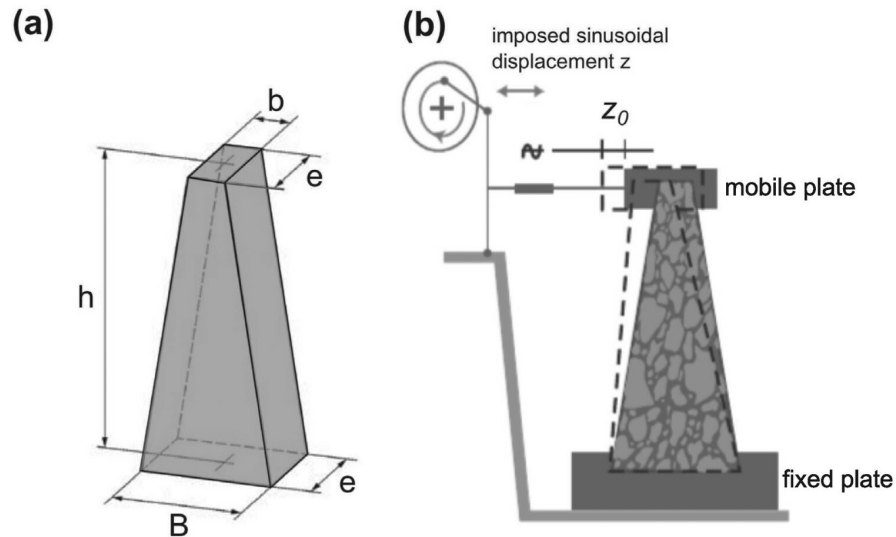 (a)
b
e
h
e
B
(b)
imposed sinusoidal
displacement z
z0
mobile plate
fixed plate